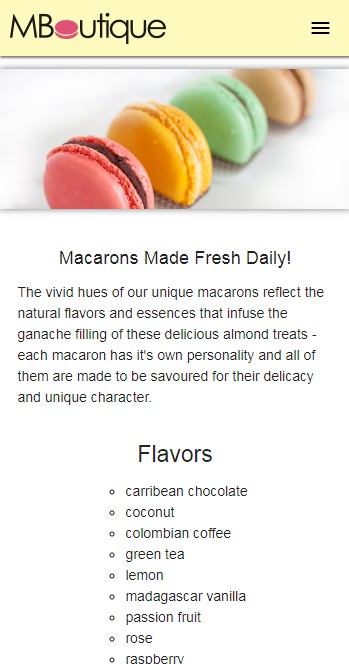 MBoutique
Macarons Made Fresh Daily!
The vivid hues of our unique macarons reflect the
natural flavors and essences that infuse the
ganache filling of these delicious almond treats -
each macaron has it's own personality and all of
them are made to be savoured for their delicacy
and unique character.
Flavors
carribean chocolate
coconut
colombian coffee
green tea
lemon
madagascar vanilla
passion fruit
rose
raspberry